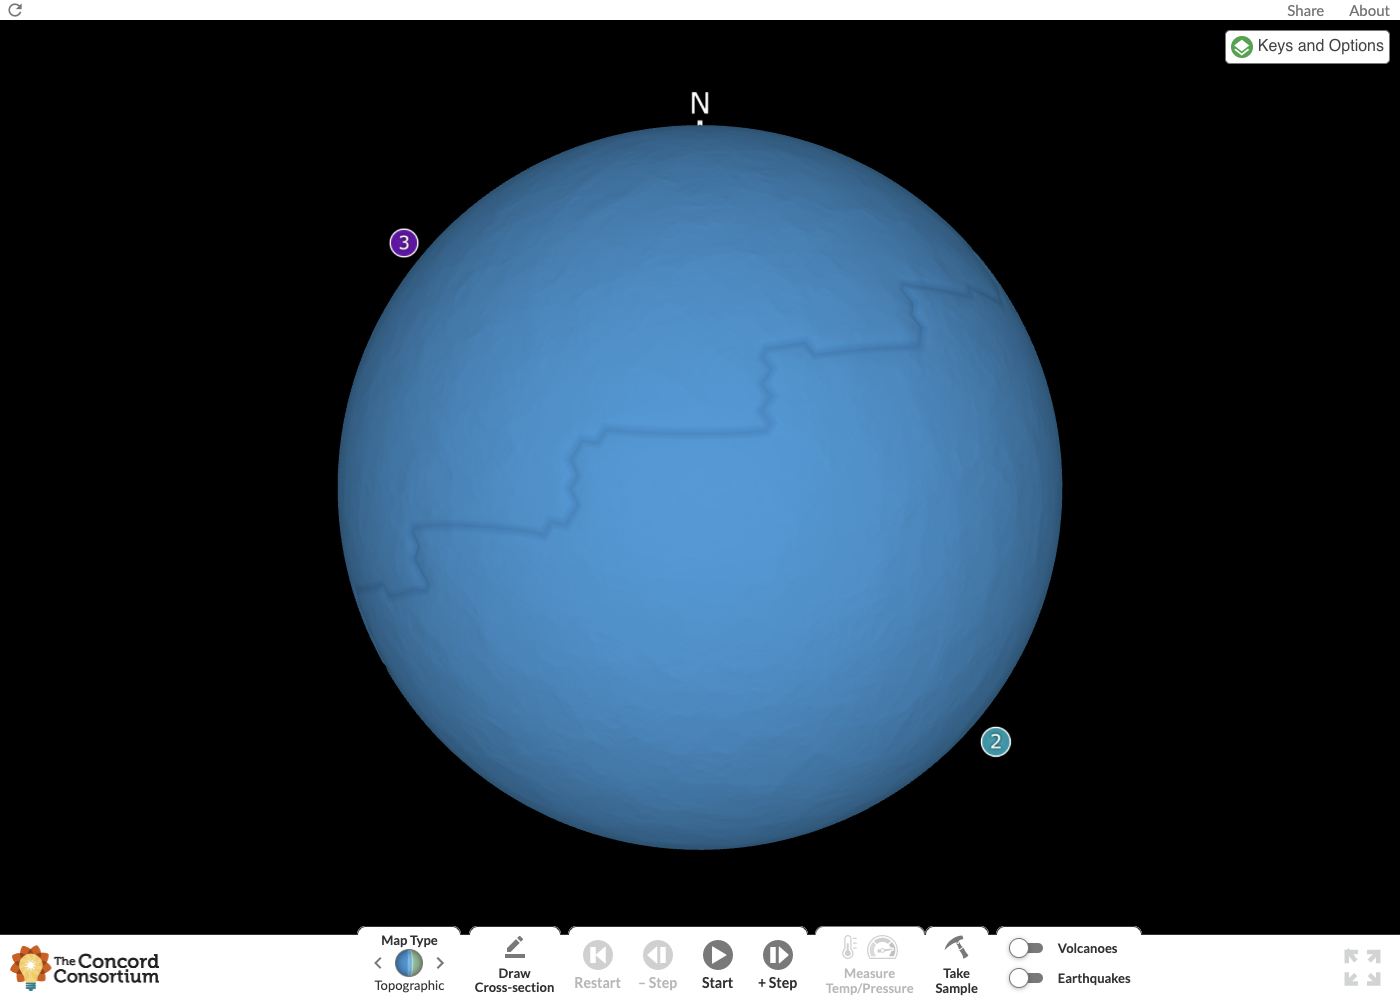 Share About
Keys and Options
N
3
2
The Concord
Consortium
Map Type
Topographic
Draw
Cross-section
Restart
– Step
Start
+ Step
Measure
Temp/Pressure
Take
Sample
Volcanoes
Earthquakes